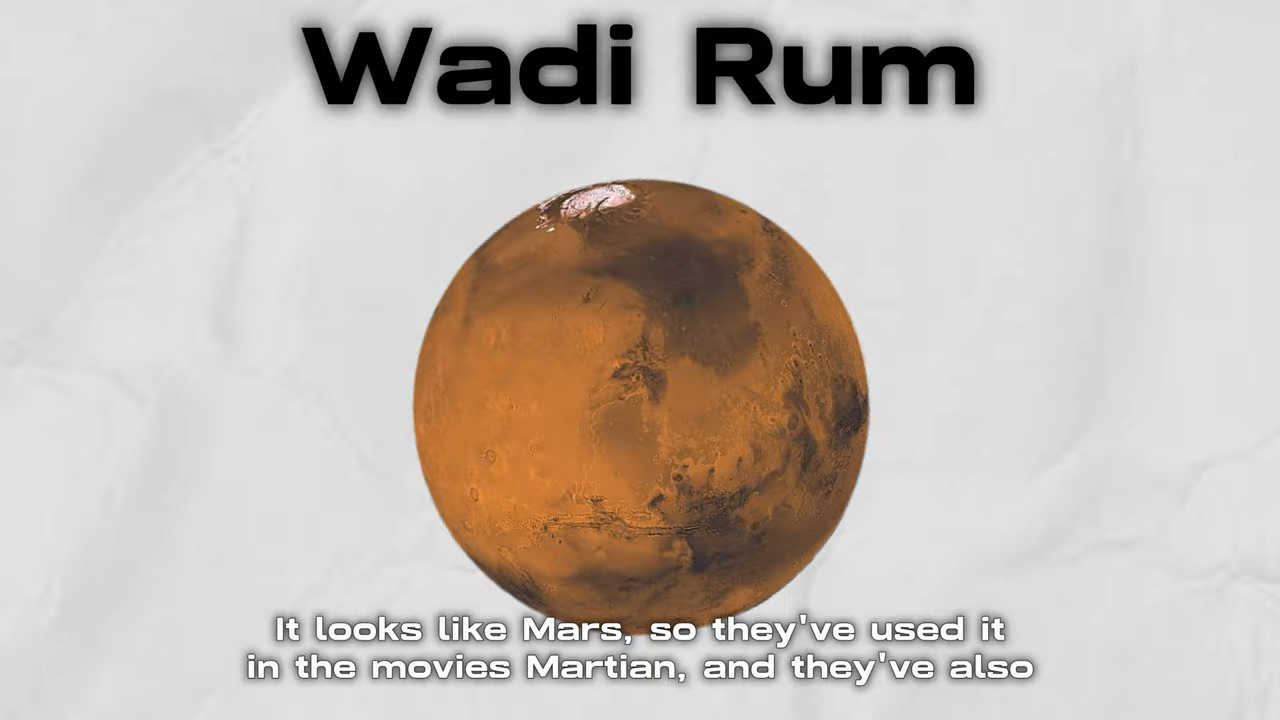 Wadi Rum
It looks like Mars, so they've used it
in the movies Martian, and they've also